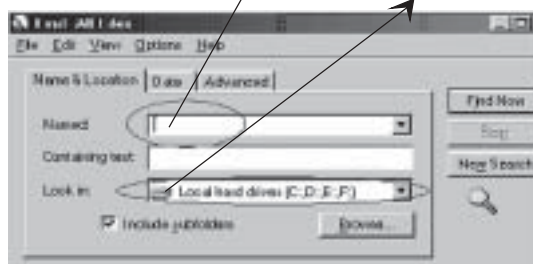 Find: All Files
File Edit View Options Help
Name & Location Date Advanced
Find Now
Named:
Stop
Containing text:
New Search
Look in: Local hard drives (C:,D:,E:,F:)
Include subfolders Browse...